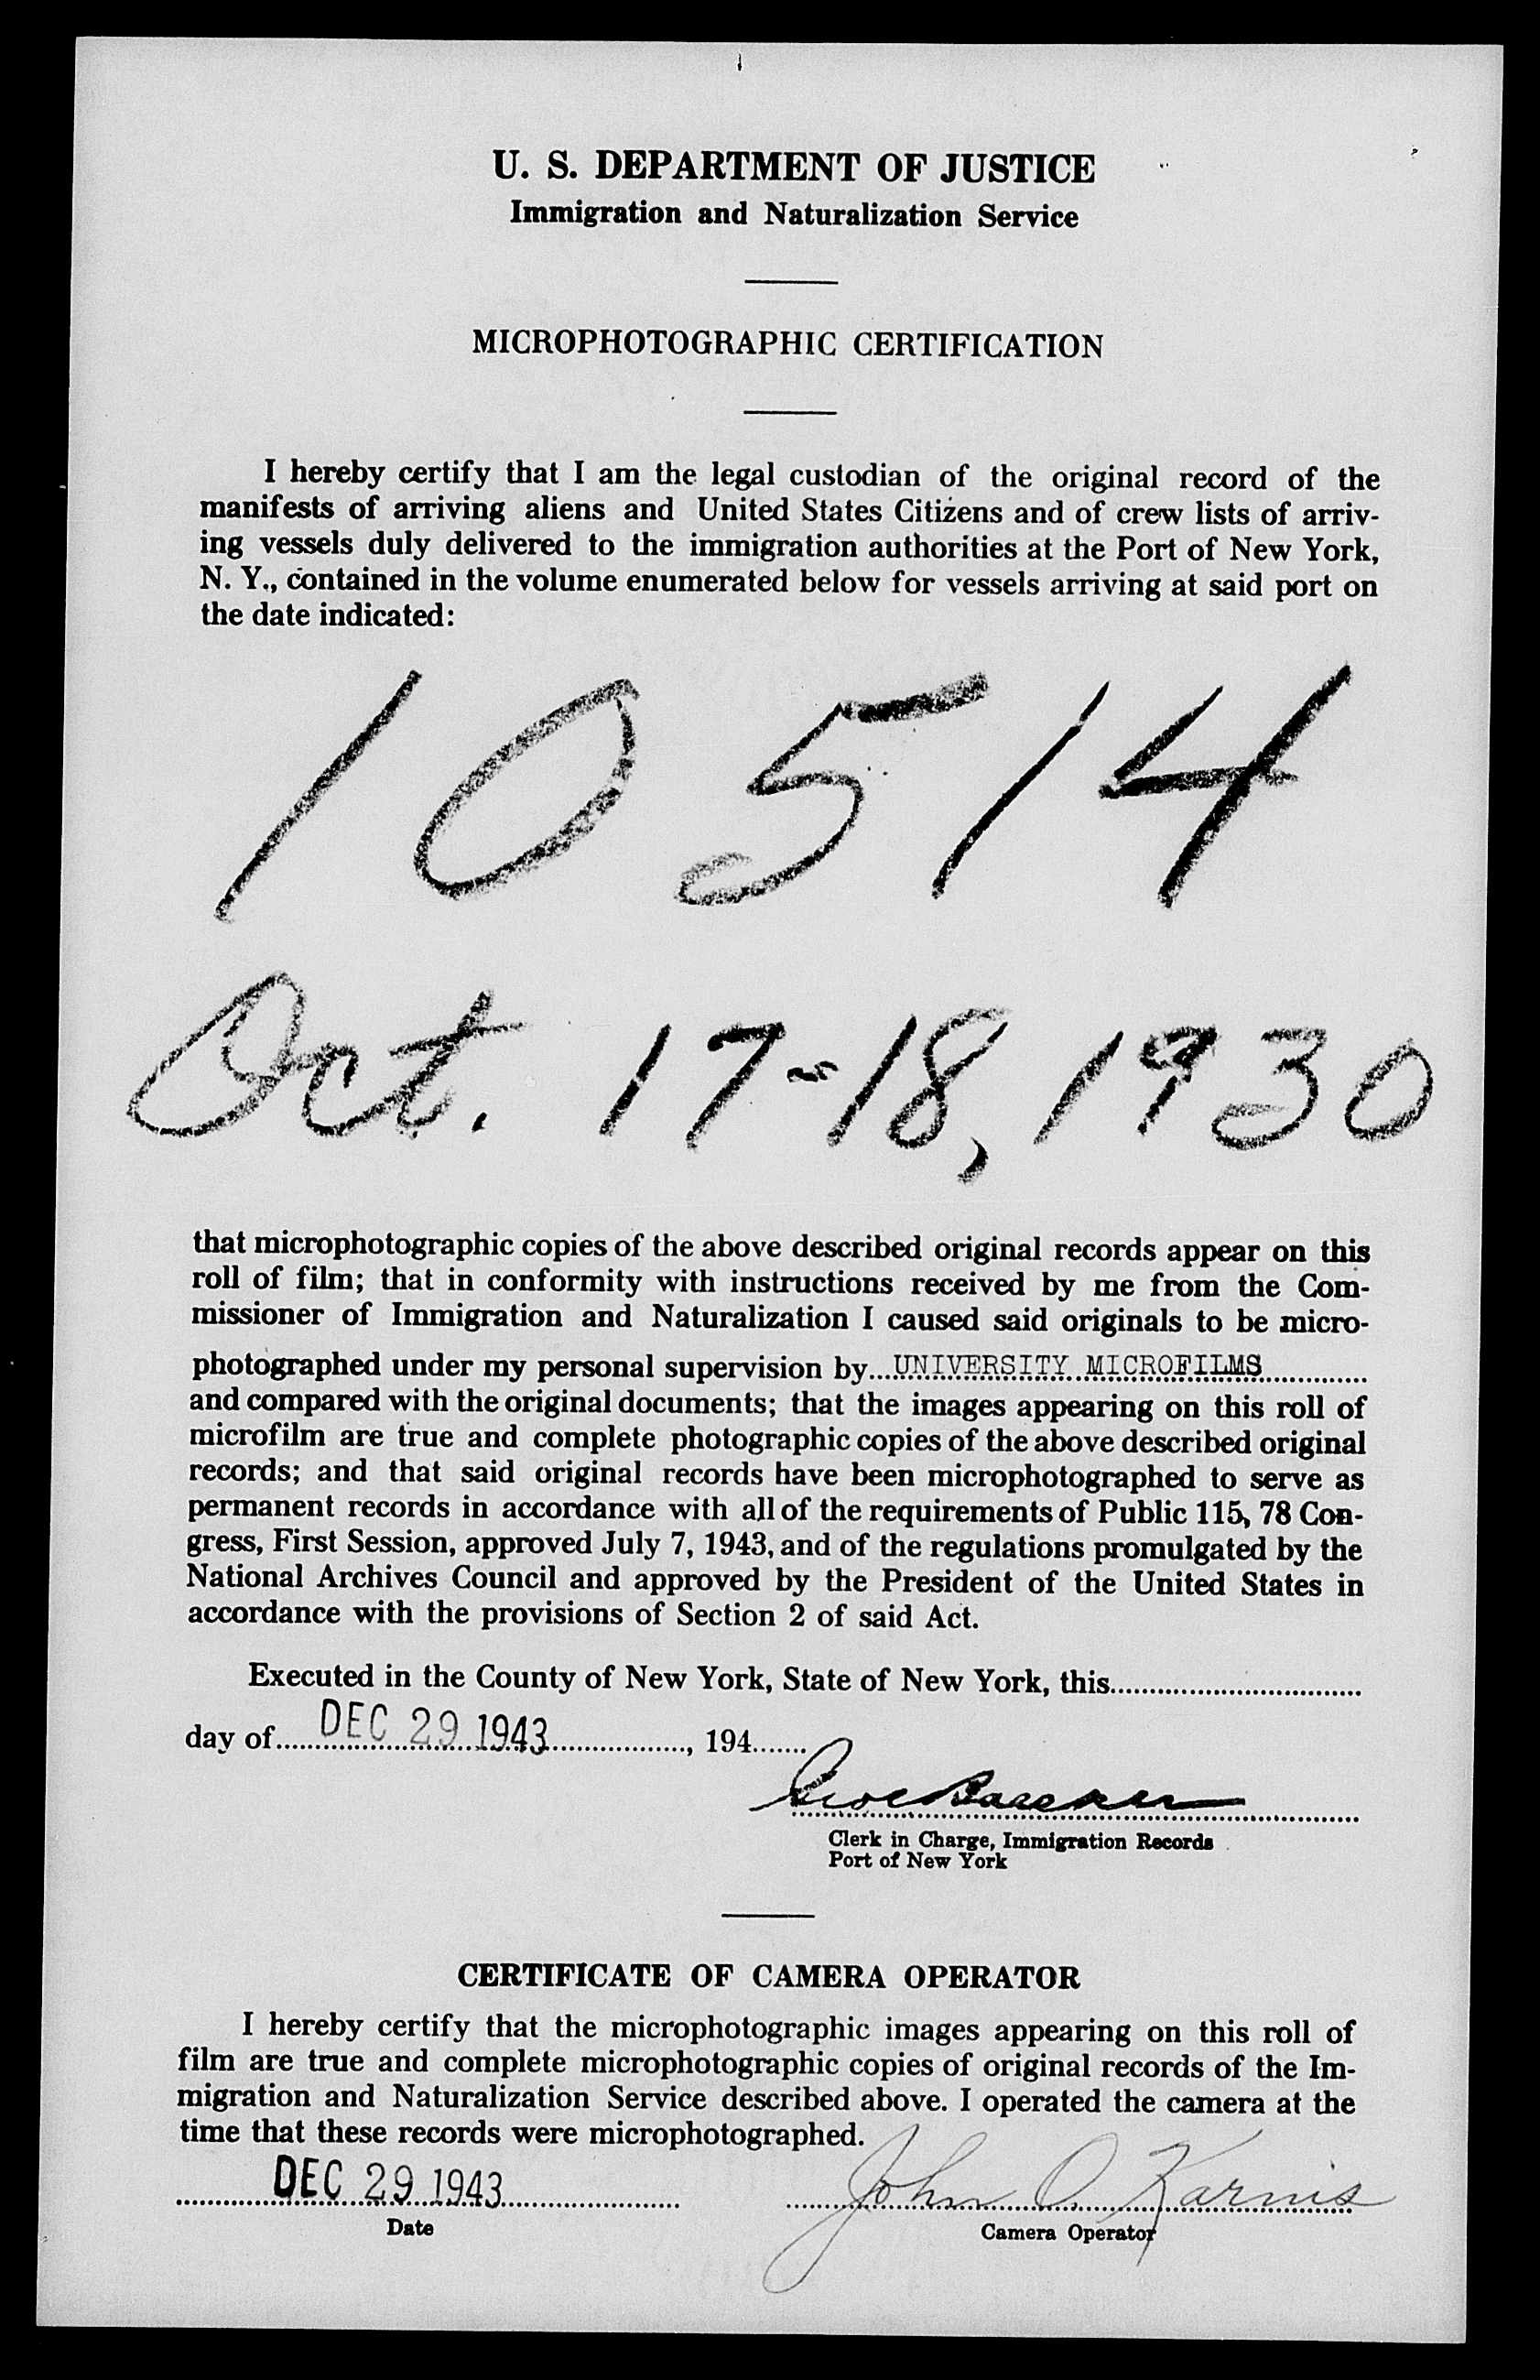 U. S. DEPARTMENT OF JUSTICE
Immigration and Naturalization Service
MICROPHOTOGRAPHIC CERTIFICATION
I hereby certify that I am the legal custodian of the original record of the
manifests of arriving aliens and United States Citizens and of crew lists of arriv-
ing vessels duly delivered to the immigration authorities at the Port of New York,
N. Y., contained in the volume enumerated below for vessels arriving at said port on
the date indicated:
10514
Oct. 17-18, 1930
that microphotographic copies of the above described original records appear on this
roll of film; that in conformity with instructions received by me from the Com-
missioner of Immigration and Naturalization I caused said originals to be micro-
photographed under my personal supervision by...UNIVERSITY MICROFILMS
and compared with the original documents; that the images appearing on this roll of
microfilm are true and complete photographic copies of the above described original
records; and that said original records have been microphotographed to serve as
permanent records in accordance with all of the requirements of Public 115, 78 Con-
gress, First Session, approved July 7, 1943, and of the regulations promulgated by the
National Archives Council and approved by the President of the United States in
accordance with the provisions of Section 2 of said Act.
Executed in the County of New York, State of New York, this
day of DEC 29 1943, 194
Clerk in Charge, Immigration Records
Port of New York
CERTIFICATE OF CAMERA OPERATOR
I hereby certify that the microphotographic images appearing on this roll of
film are true and complete microphotographic copies of original records of the Im-
migration and Naturalization Service described above. I operated the camera at the
time that these records were microphotographed.
DEC 29 1943 John O. Karnis
Date Camera Operator